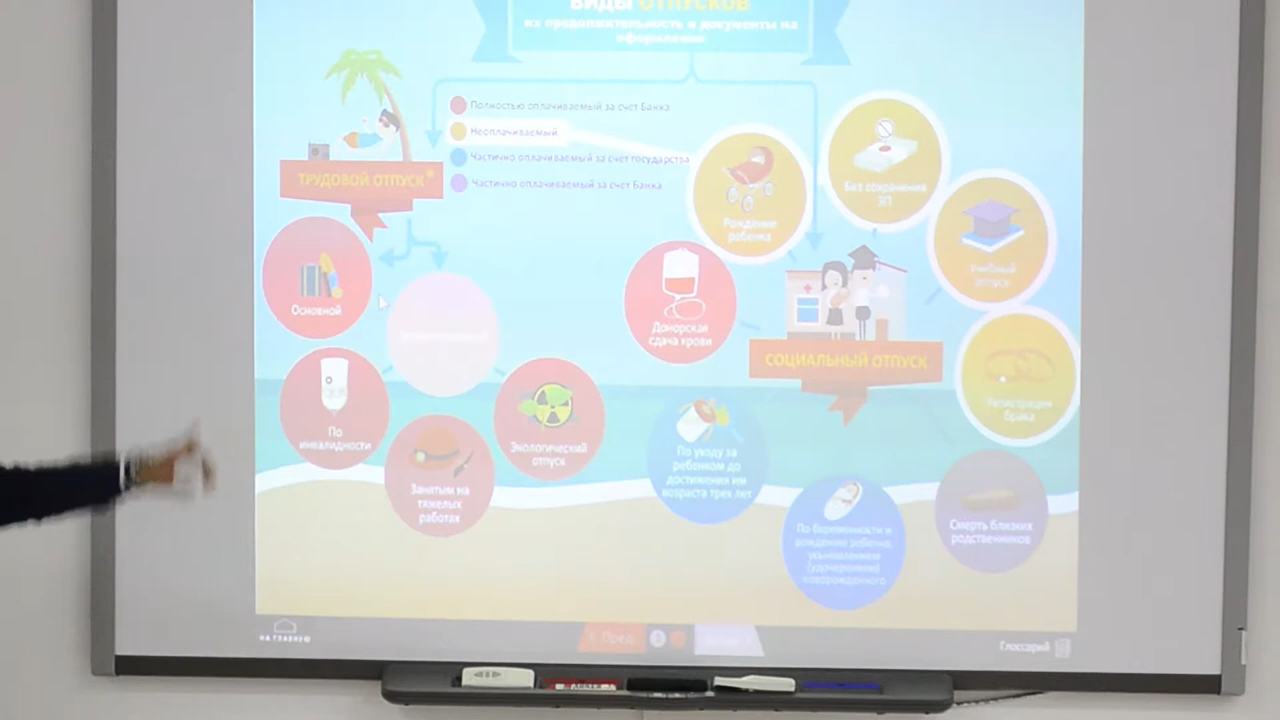 ВИДЫ ОТПУСКОВ
их продолжительность и документы на
оформление
Полностью оплачиваемый за счет Банка
Неоплачиваемый
Частично оплачиваемый за счет государства
Частично оплачиваемый за счет Банка
ТРУДОВОЙ ОТПУСК*
Основной
По
инвалидности
Занятым на
тяжелых
работах
Экологический
отпуск
Рождение
ребенка
Без сохранения
ЗП
Учебный
отпуск
Регистрация
брака
Донорская
сдача крови
СОЦИАЛЬНЫЙ ОТПУСК
По уходу за
ребенком до
достижения им
возраста трех лет
По беременности и
рождению ребенка,
усыновлению
(удочерению)
новорожденного
Смерть близких
родственников
НА ГЛАВНУЮ
Пред.
Глоссарий